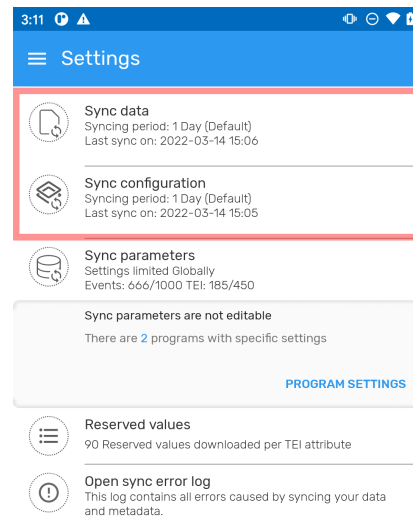 3:11
Settings
Sync data
Syncing period: 1 Day (Default)
Last sync on: 2022-03-14 15:06
Sync configuration
Syncing period: 1 Day (Default)
Last sync on: 2022-03-14 15:05
Sync parameters
Settings limited Globally
Events: 666/1000 TEI: 185/450
Sync parameters are not editable
There are 2 programs with specific settings
PROGRAM SETTINGS
Reserved values
90 Reserved values downloaded per TEI attribute
Open sync error log
This log contains all errors caused by syncing your data
and metadata.